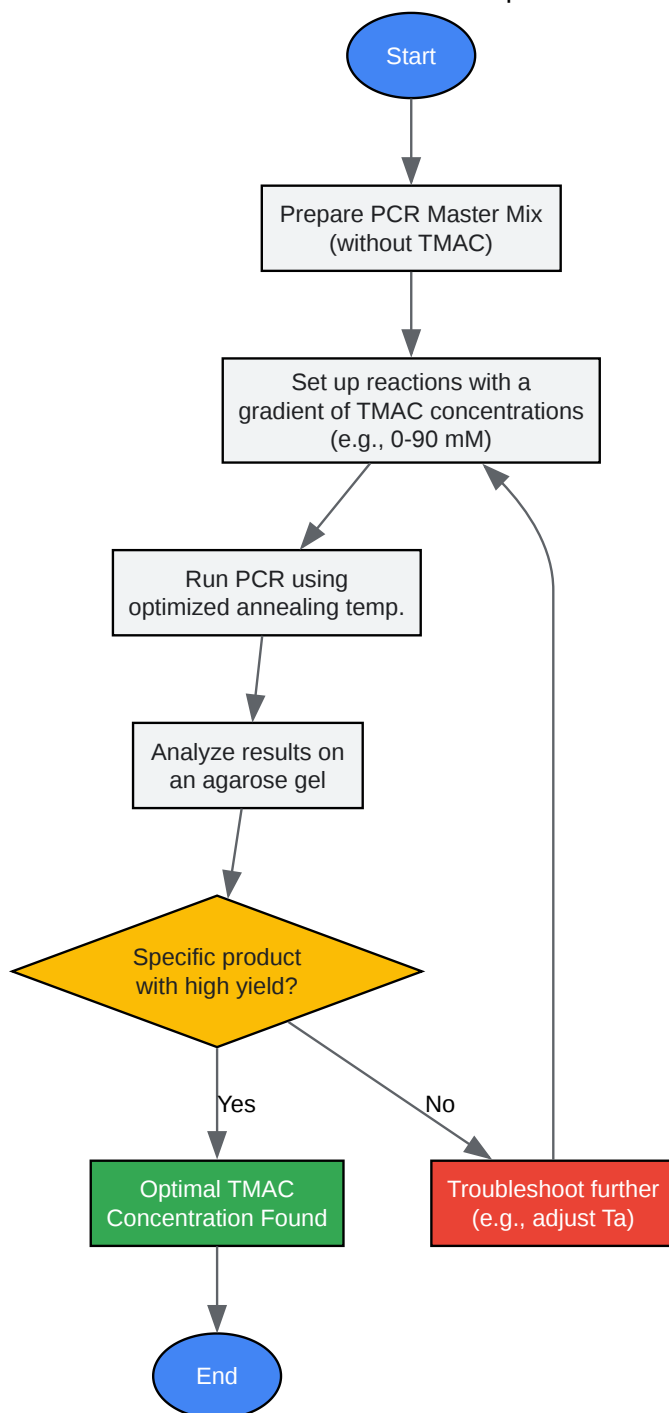 Start
Prepare PCR Master Mix
(without TMAC)
Set up reactions with a
gradient of TMAC concentrations
(e.g., 0-90 mM)
Run PCR using
optimized annealing temp.
Analyze results on
an agarose gel
Specific product
with high yield?
Yes
No
Optimal TMAC
Concentration Found
Troubleshoot further
(e.g., adjust Ta)
End